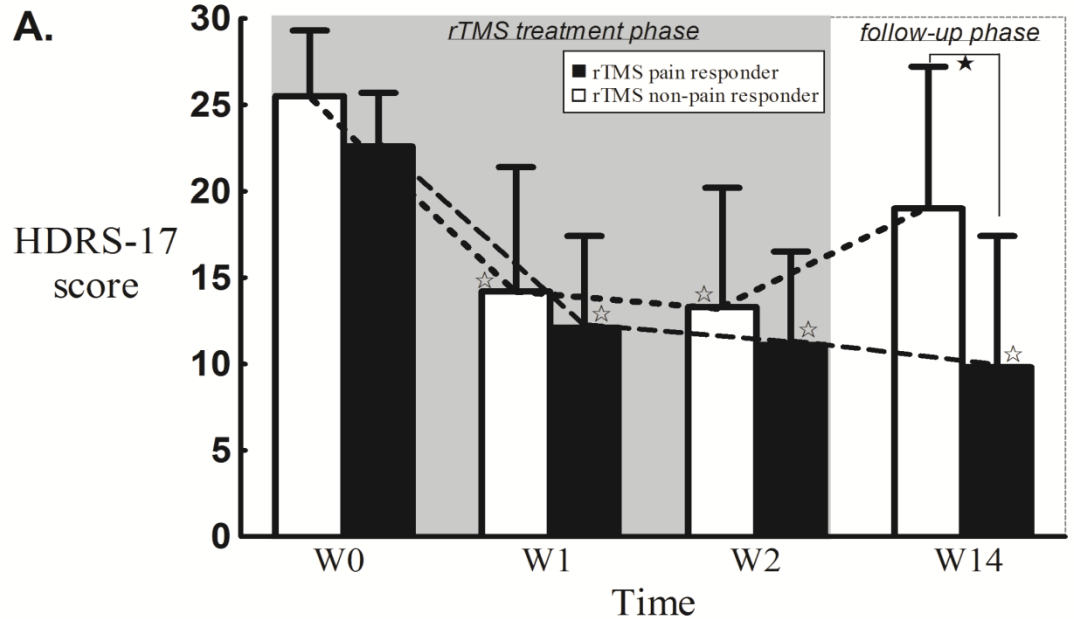 A.
30
25
20
15
10
5
0
HDRS-17
score
rTMS treatment phase
follow-up phase
rTMS pain responder
rTMS non-pain responder
W0
W1
W2
W14
Time